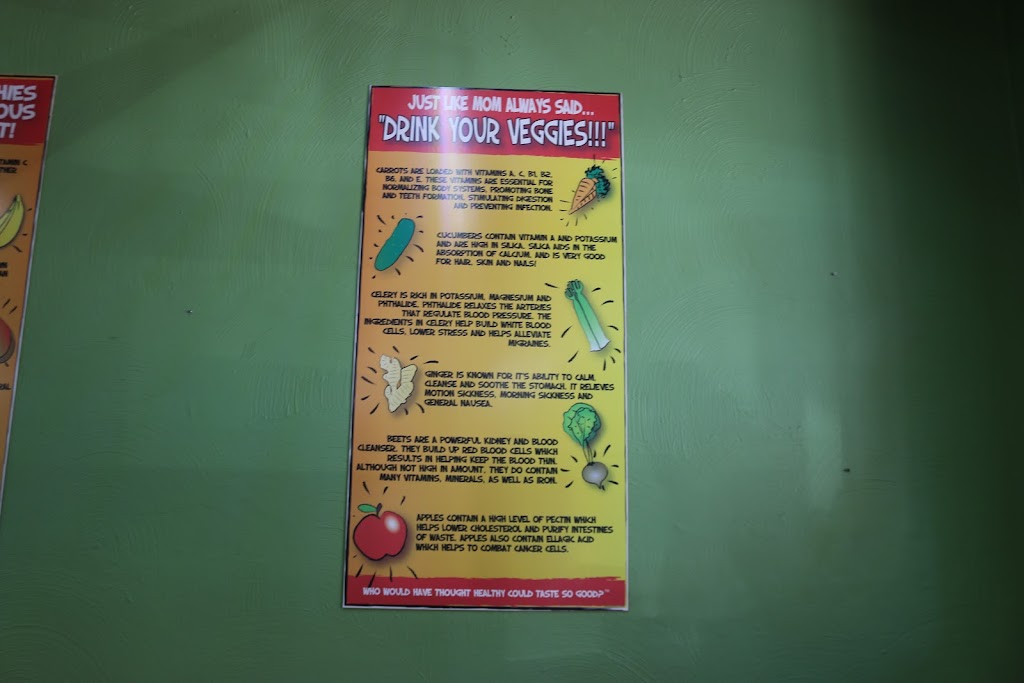 HIES
OUS
T!
TAMIN C
THER
JUST LIKE MOM ALWAYS SAID...
"DRINK YOUR VEGGIES!!!"
CARROTS ARE LOADED WITH VITAMINS A, C, B1, B2,
B6, AND E. THESE VITAMINS ARE ESSENTIAL FOR
NORMALIZING BODY SYSTEMS, PROMOTING BONE
AND TEETH FORMATION, STIMULATING DIGESTION
AND PREVENTING INFECTION.
CUCUMBERS CONTAIN VITAMIN A AND POTASSIUM
AND ARE HIGH IN SILICA. SILICA AIDS IN THE
ABSORPTION OF CALCIUM, AND IS VERY GOOD
FOR HAIR, SKIN AND NAILS!
CELERY IS RICH IN POTASSIUM, MAGNESIUM AND
PHTHALIDE. PHTHALIDE RELAXES THE ARTERIES
THAT REGULATE BLOOD PRESSURE. THE
INGREDIENTS IN CELERY HELP BUILD WHITE BLOOD
CELLS, LOWER STRESS AND HELPS ALLEVIATE
MIGRAINES.
GINGER IS KNOWN FOR IT'S ABILITY TO CALM,
CLEANSE AND SOOTHE THE STOMACH. IT RELIEVES
MOTION SICKNESS, MORNING SICKNESS AND
GENERAL NAUSEA.
BEETS ARE A POWERFUL KIDNEY AND BLOOD
CLEANSER. THEY BUILD UP RED BLOOD CELLS WHICH
RESULTS IN HELPING KEEP THE BLOOD THIN.
ALTHOUGH NOT HIGH IN AMOUNT, THEY DO CONTAIN
MANY VITAMINS, MINERALS, AS WELL AS IRON.
APPLES CONTAIN A HIGH LEVEL OF PECTIN WHICH
HELPS LOWER CHOLESTEROL AND PURIFY INTESTINES
OF WASTE. APPLES ALSO CONTAIN ELLAGIC ACID
WHICH HELPS TO COMBAT CANCER CELLS.
WHO WOULD HAVE THOUGHT HEALTHY COULD TASTE SO GOOD?™